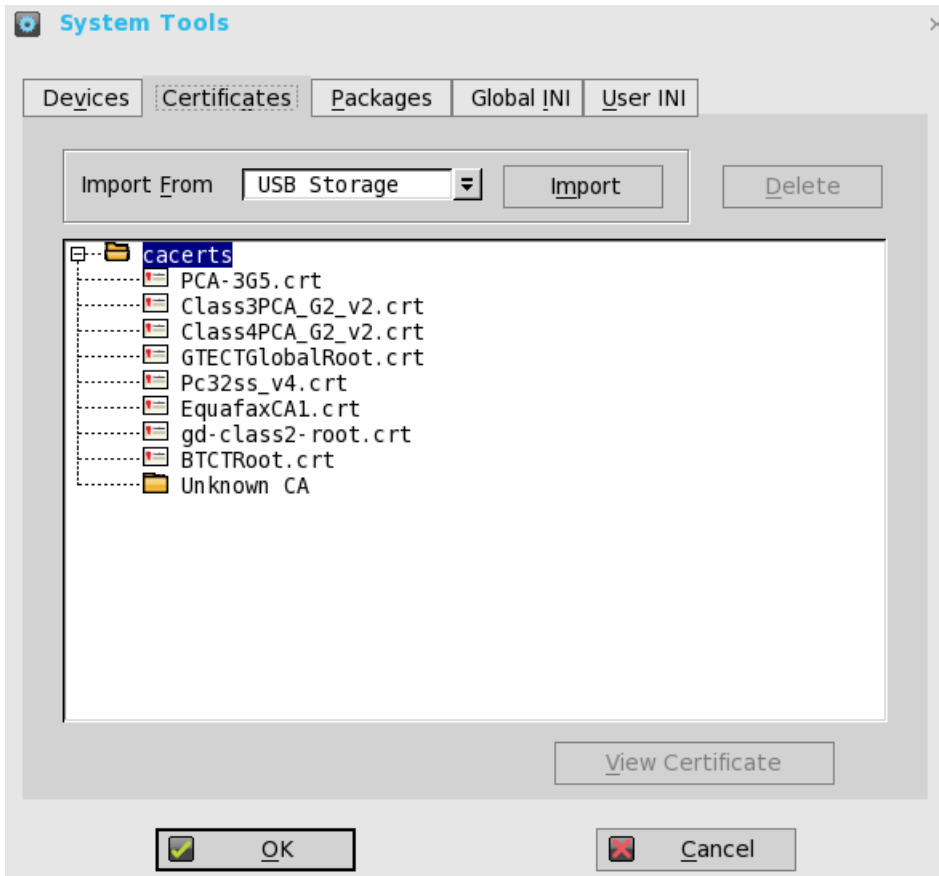 System Tools
Devices Certificates Packages Global INI User INI
Import From USB Storage Import Delete
cacerts
PCA-3G5.crt
Class3PCA_G2_v2.crt
Class4PCA_G2_v2.crt
GTECTGlobalRoot.crt
Pc32ss_v4.crt
EquafaxCA1.crt
gd-class2-root.crt
BTCTRoot.crt
Unknown CA
View Certificate
OK Cancel